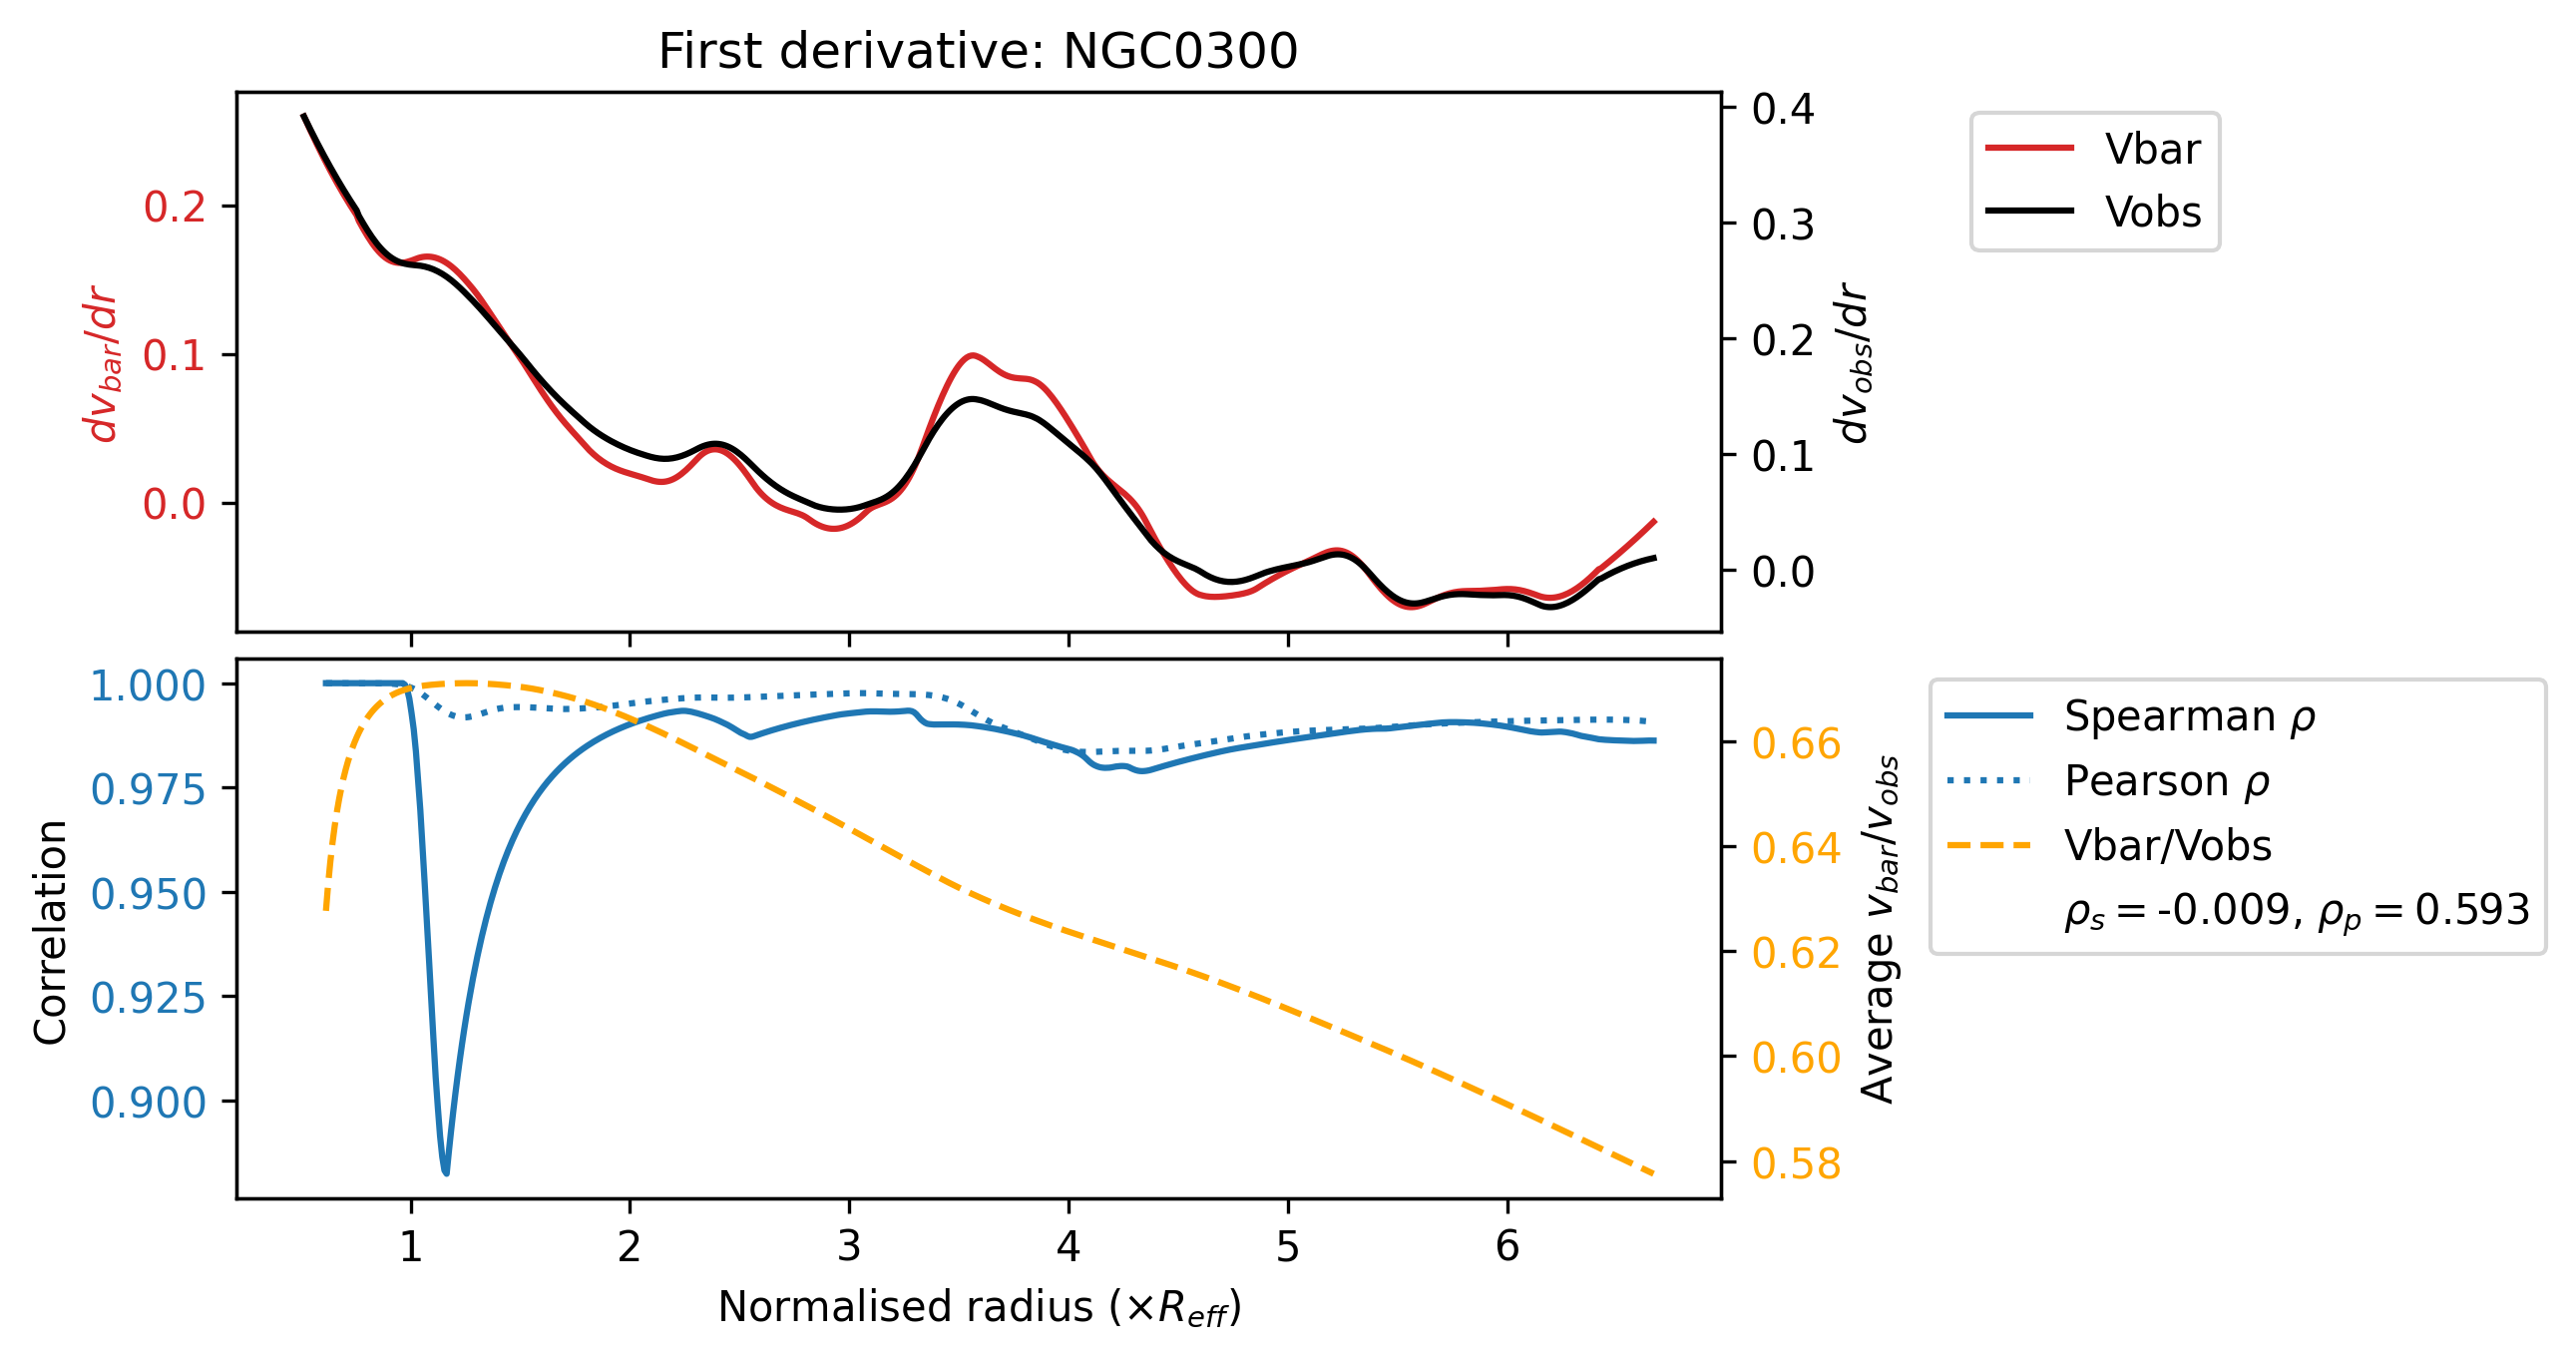 First derivative: NGC0300
0.2
0.1
0.0
dv_bar/dr
0.4
0.3
0.2
0.1
0.0
dv_obs/dr
Vbar
Vobs
1.000
0.975
0.950
0.925
0.900
Correlation
0.66
0.64
0.62
0.60
0.58
Average v_bar/v_obs
Spearman ρ
Pearson ρ
Vbar/Vobs
ρ_s = -0.009, ρ_p = 0.593
1 2 3 4 5 6
Normalised radius (×R_eff)